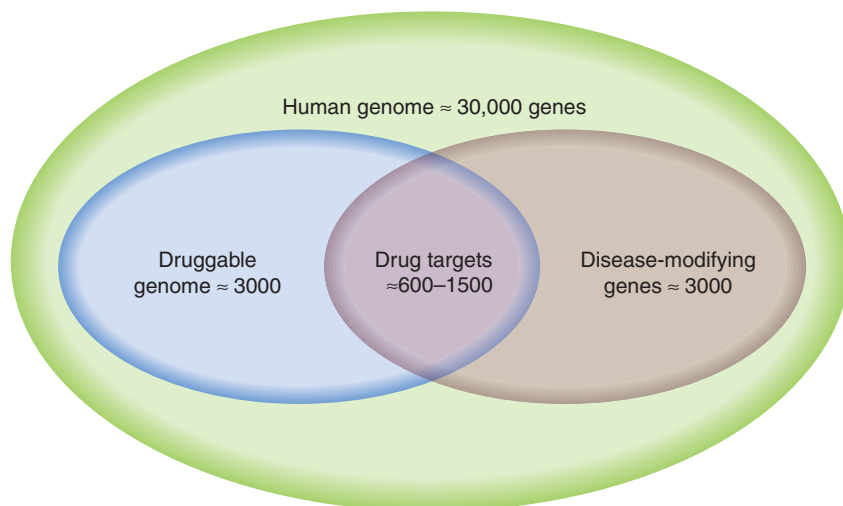 Human genome ≈ 30,000 genes
Druggable
genome ≈ 3000
Drug targets
≈600–1500
Disease-modifying
genes ≈ 3000